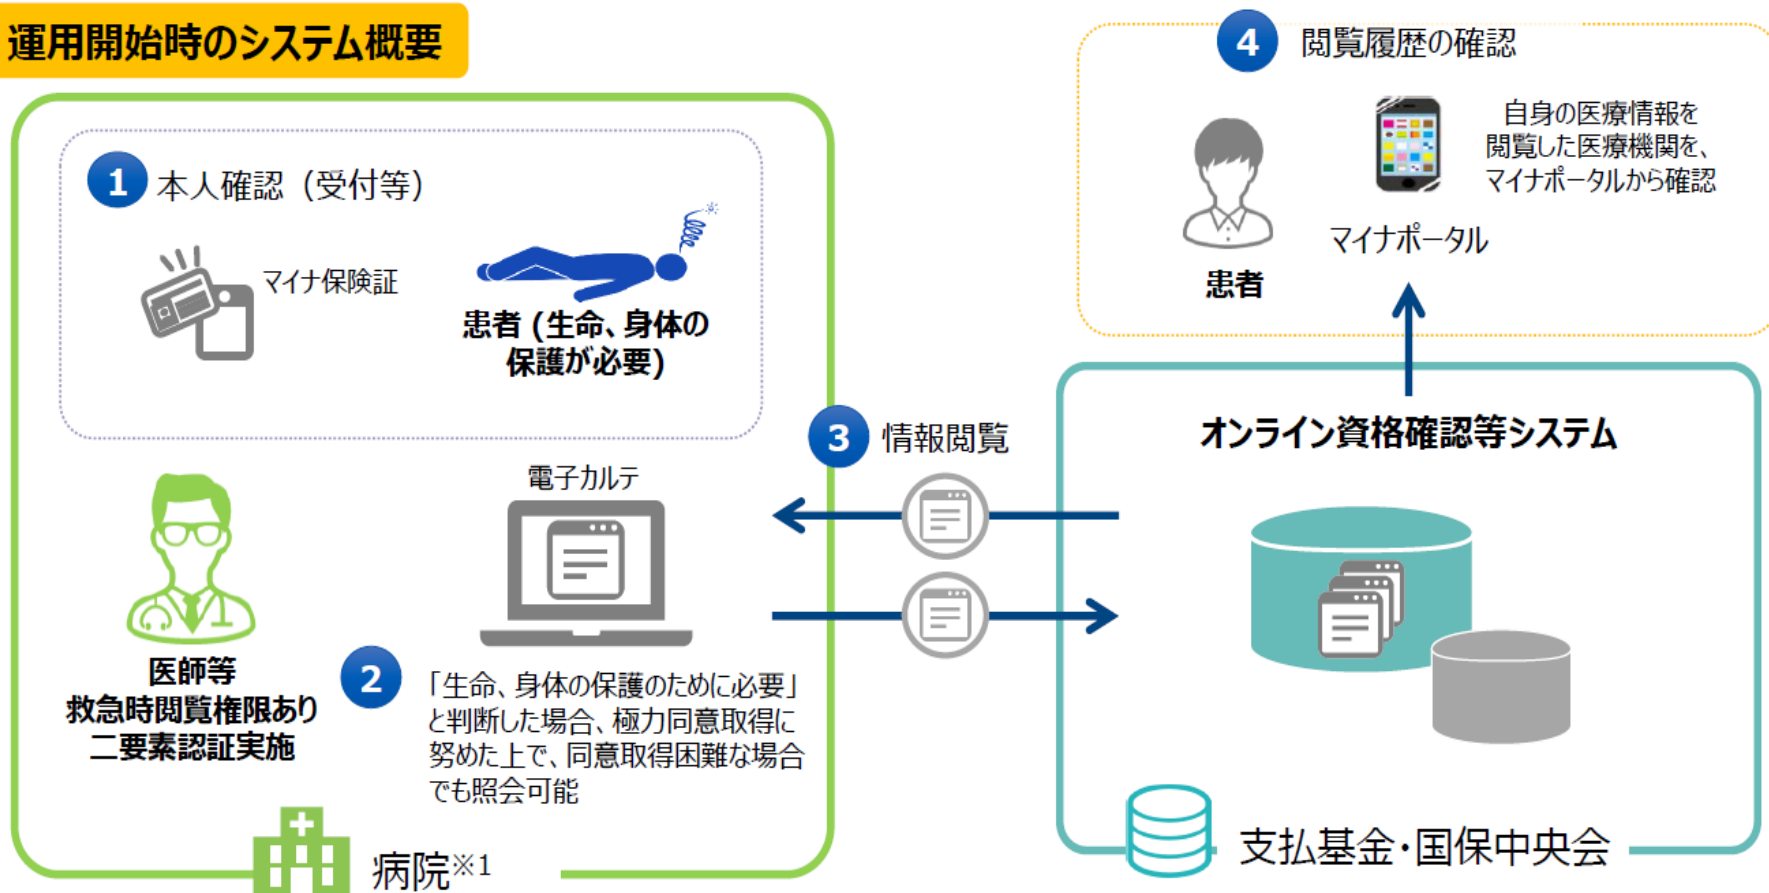 運用開始時のシステム概要
1 本人確認（受付等）
マイナ保険証
患者 (生命、身体の
保護が必要)
電子カルテ
医師等
救急時閲覧権限あり
二要素認証実施
2
「生命、身体の保護のために必要」
と判断した場合、極力同意取得に
努めた上で、同意取得困難な場合
でも照会可能
病院※1
3 情報閲覧
4 閲覧履歴の確認
自身の医療情報を
閲覧した医療機関を、
マイナポータルから確認
マイナポータル
患者
オンライン資格確認等システム
支払基金・国保中央会